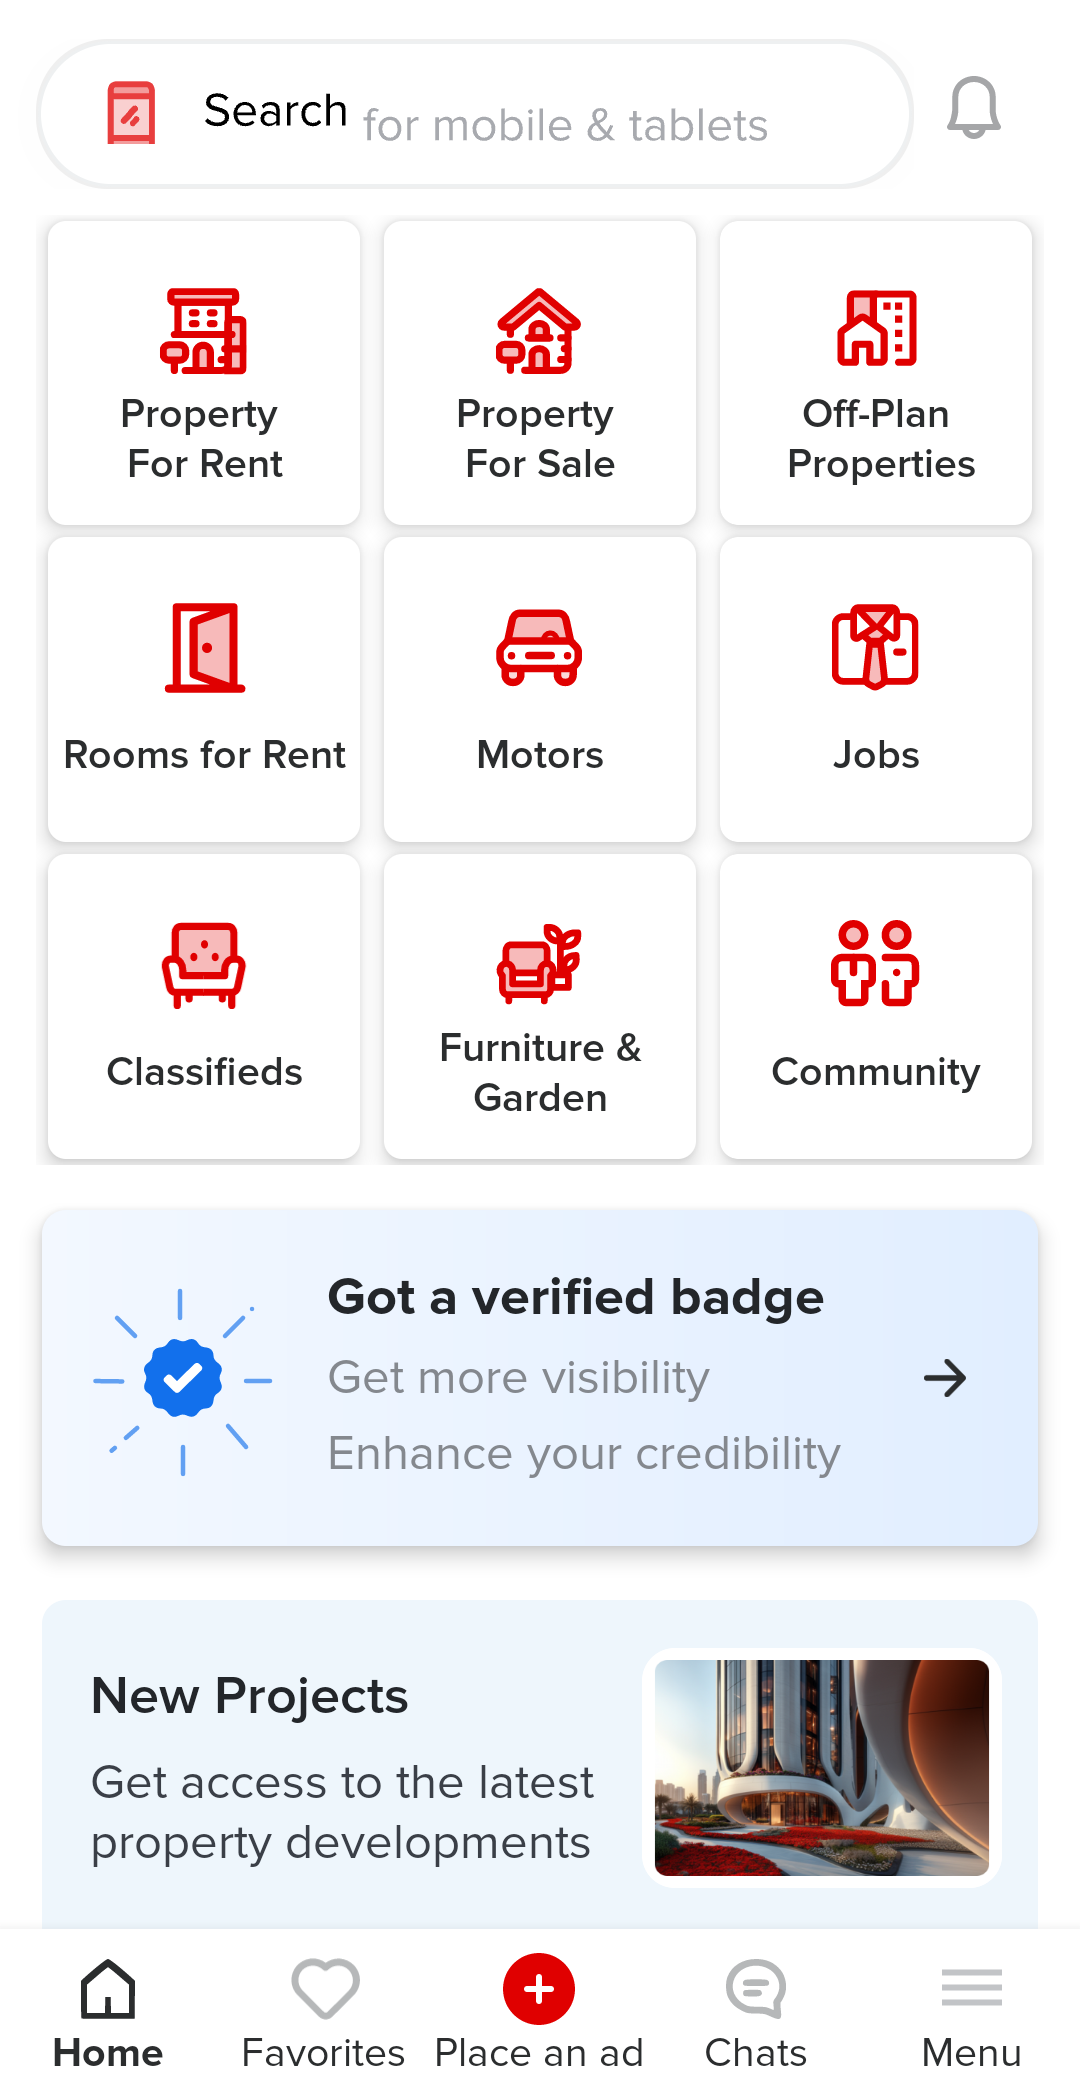 Search for mobile & tablets
Property
For Rent
Property
For Sale
Off-Plan
Properties
Rooms for Rent
Motors
Jobs
Classifieds
Furniture &
Garden
Community
Got a verified badge
Get more visibility
Enhance your credibility
New Projects
Get access to the latest
property developments
Home
Favorites
Place an ad
Chats
Menu